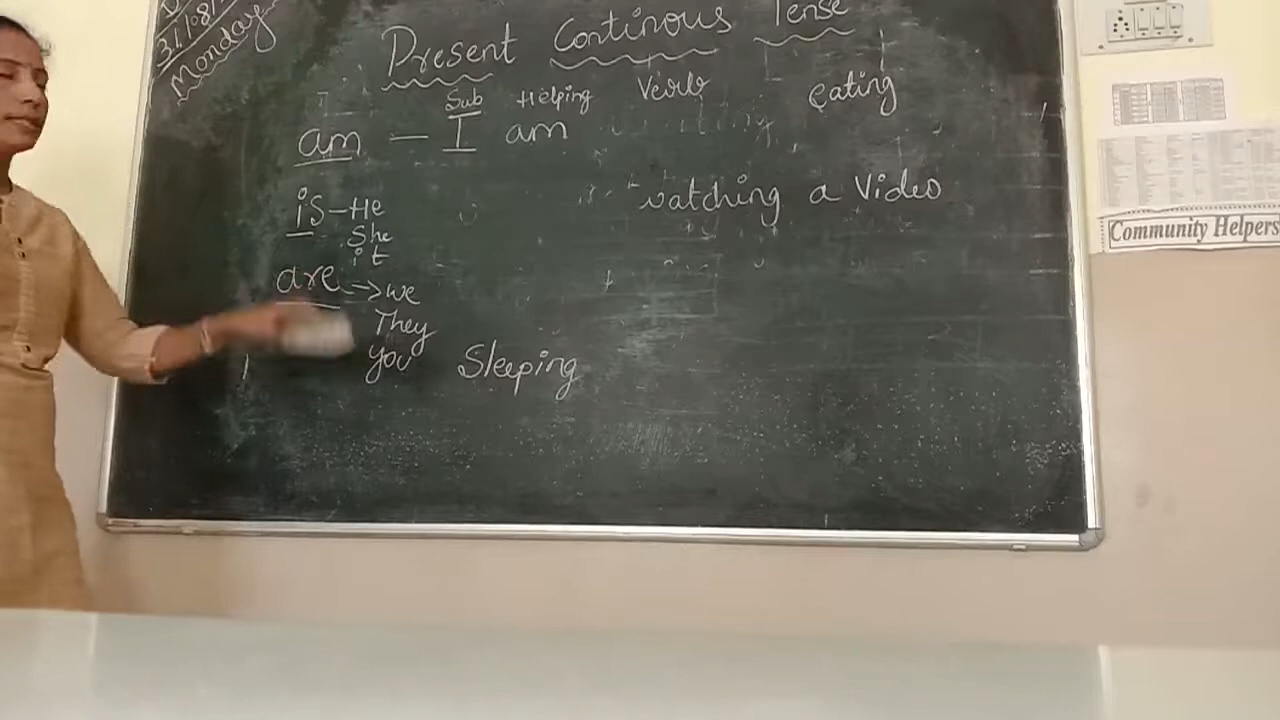 31/08/
Monday
Present Continous Tense
Sub Helping Verb eating
am — I am
watching a Video
is – He
She
it
are → we
They
you Sleeping
Community Helpers